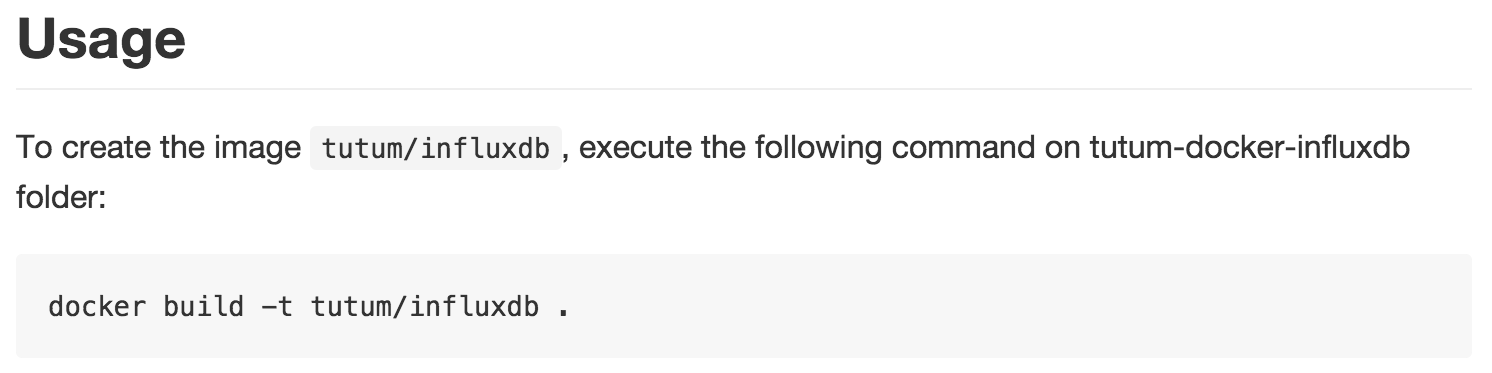 Usage
To create the image tutum/influxdb, execute the following command on tutum-docker-influxdb
folder:
docker build -t tutum/influxdb .